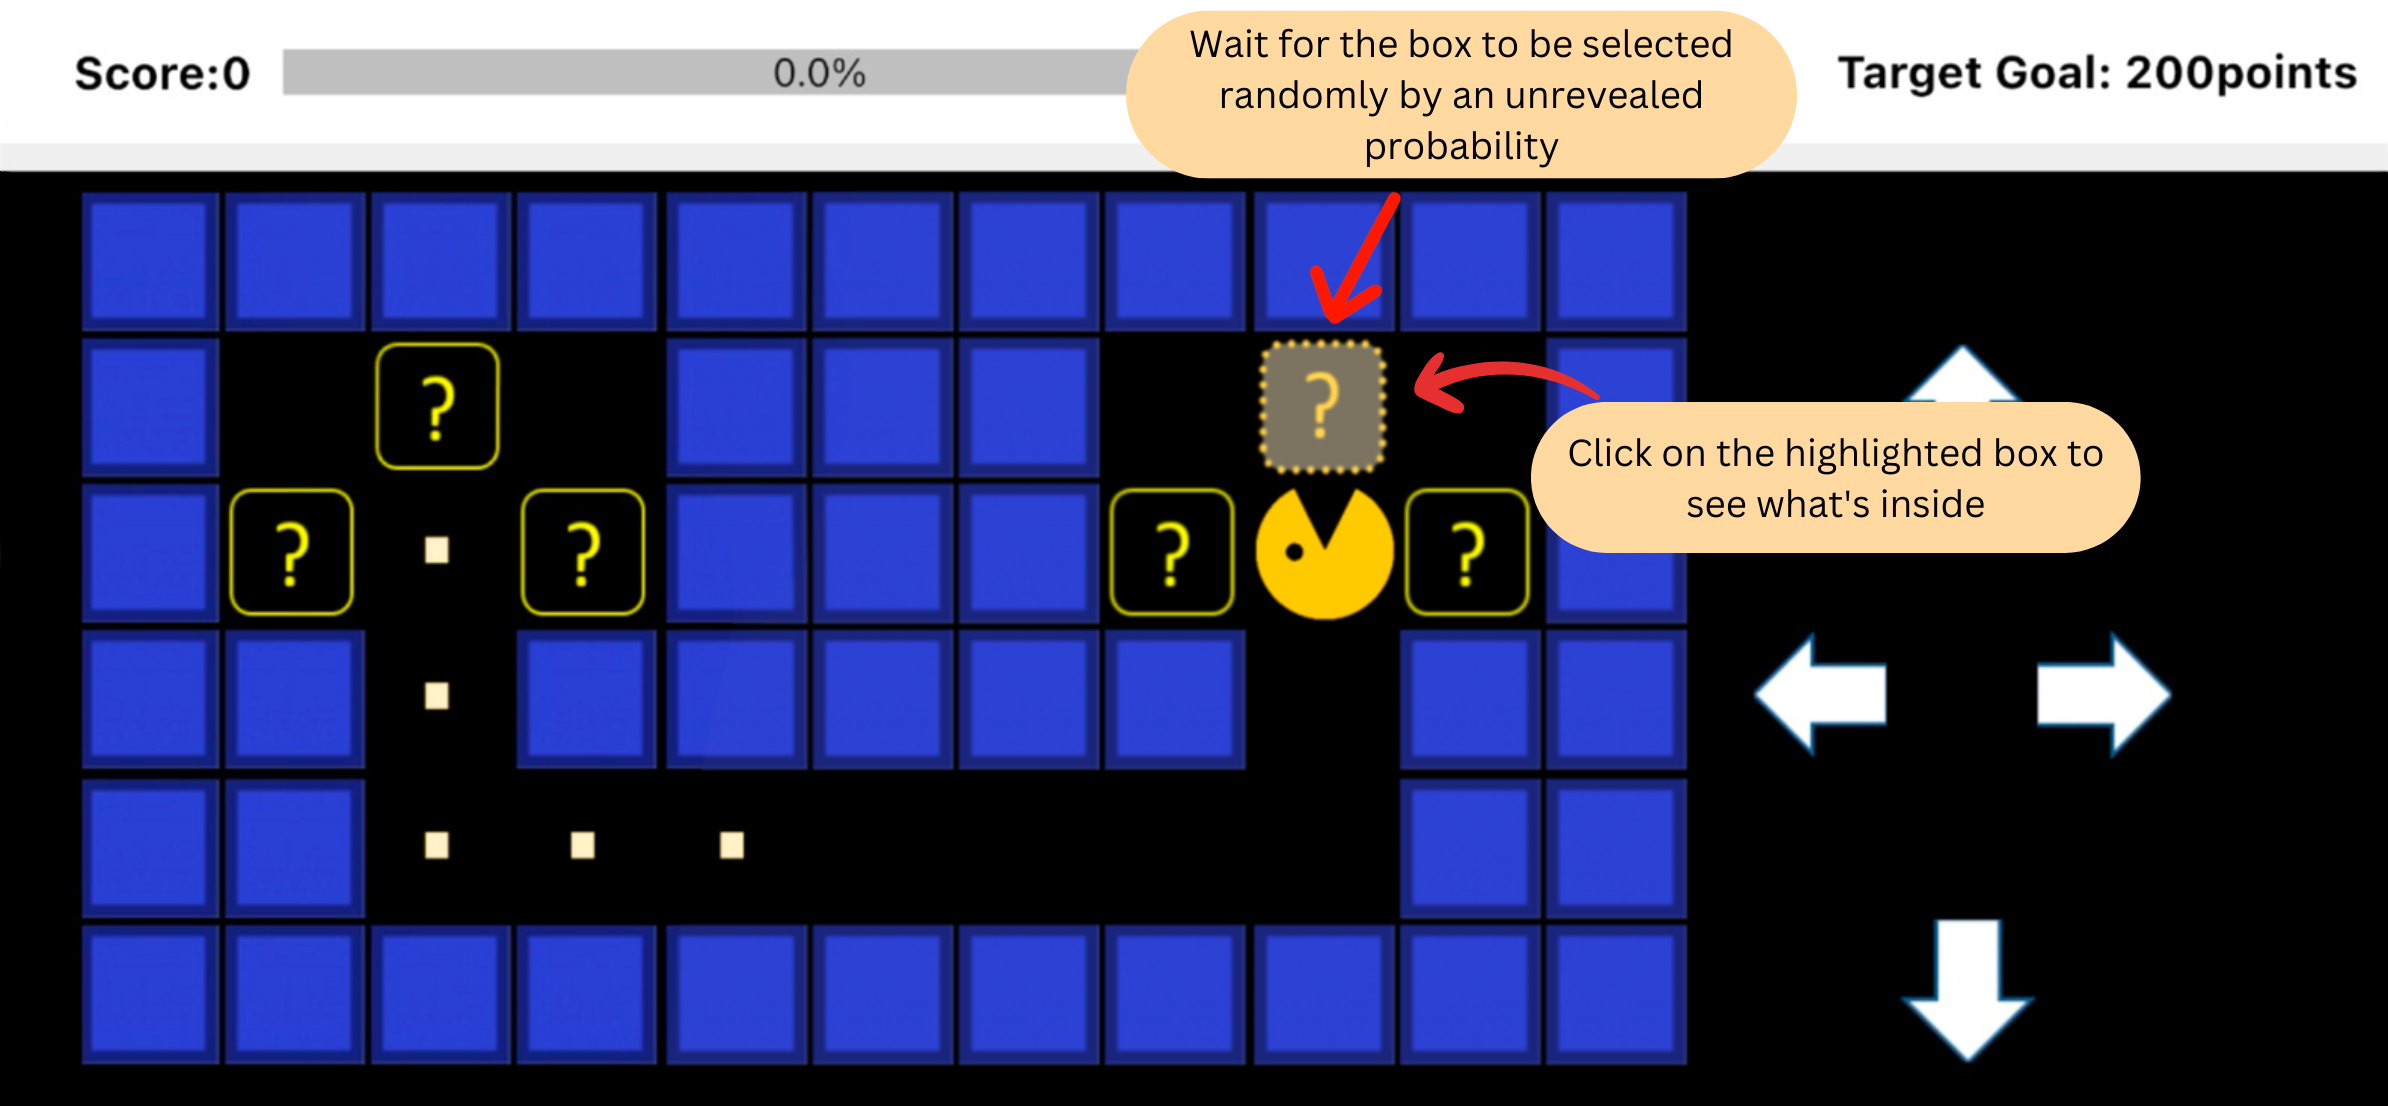 Score:0
0.0%
Wait for the box to be selected
randomly by an unrevealed
probability
Target Goal: 200points
?
?
Click on the highlighted box to
see what's inside
?
?
?
?